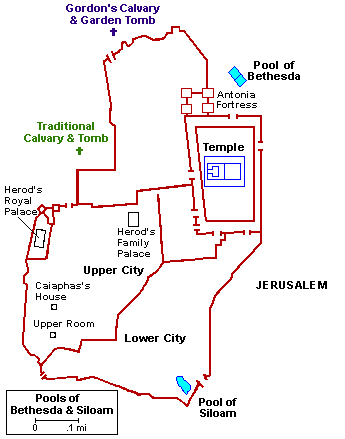 Gordon's Calvary
& Garden Tomb
Pool of
Bethesda
Antonia
Fortress
Traditional
Calvary & Tomb
Temple
Herod's
Royal
Palace
Herod's
Family
Palace
Upper City
Caiaphas's
House
JERUSALEM
Upper Room
Lower City
Pools of
Bethesda & Siloam
0 .1 mi
Pool of
Siloam